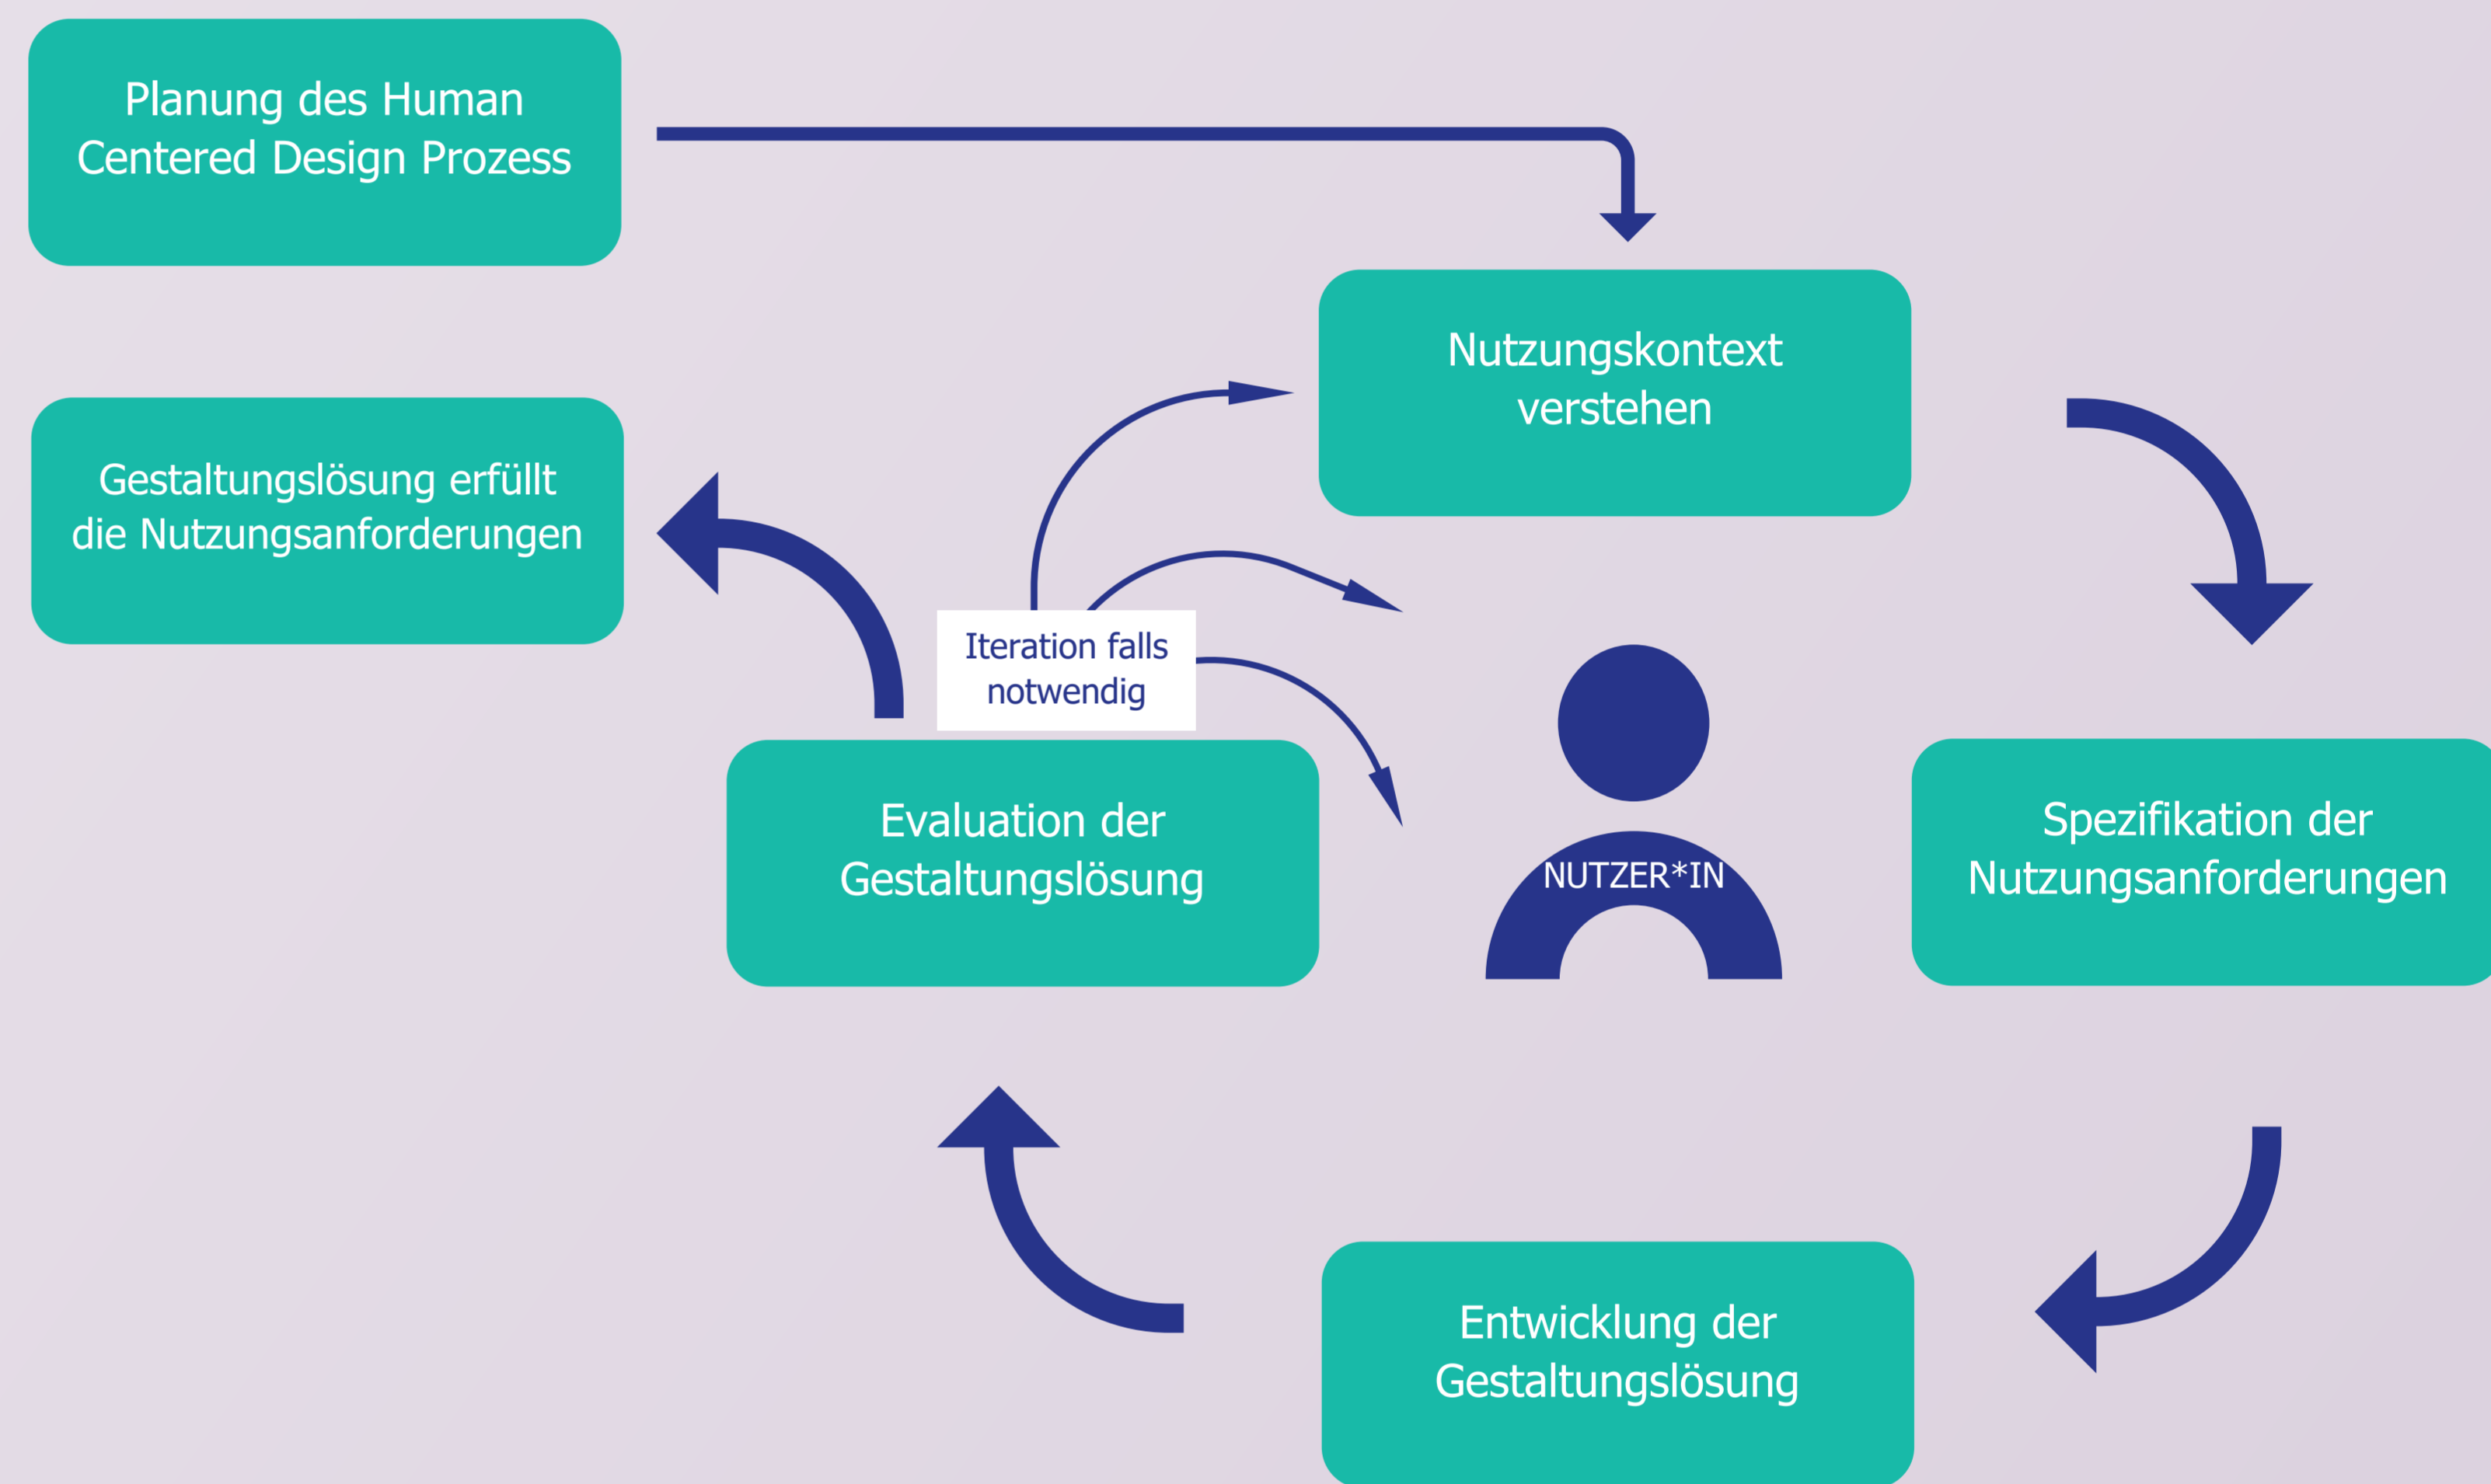 Planung des Human
Centered Design Prozess
Nutzungskontext
verstehen
Gestaltungslösung erfüllt
die Nutzungsanforderungen
Iteration falls
notwendig
Evaluation der
Gestaltungslösung
NUTZER*IN
Spezifikation der
Nutzungsanforderungen
Entwicklung der
Gestaltungslösung